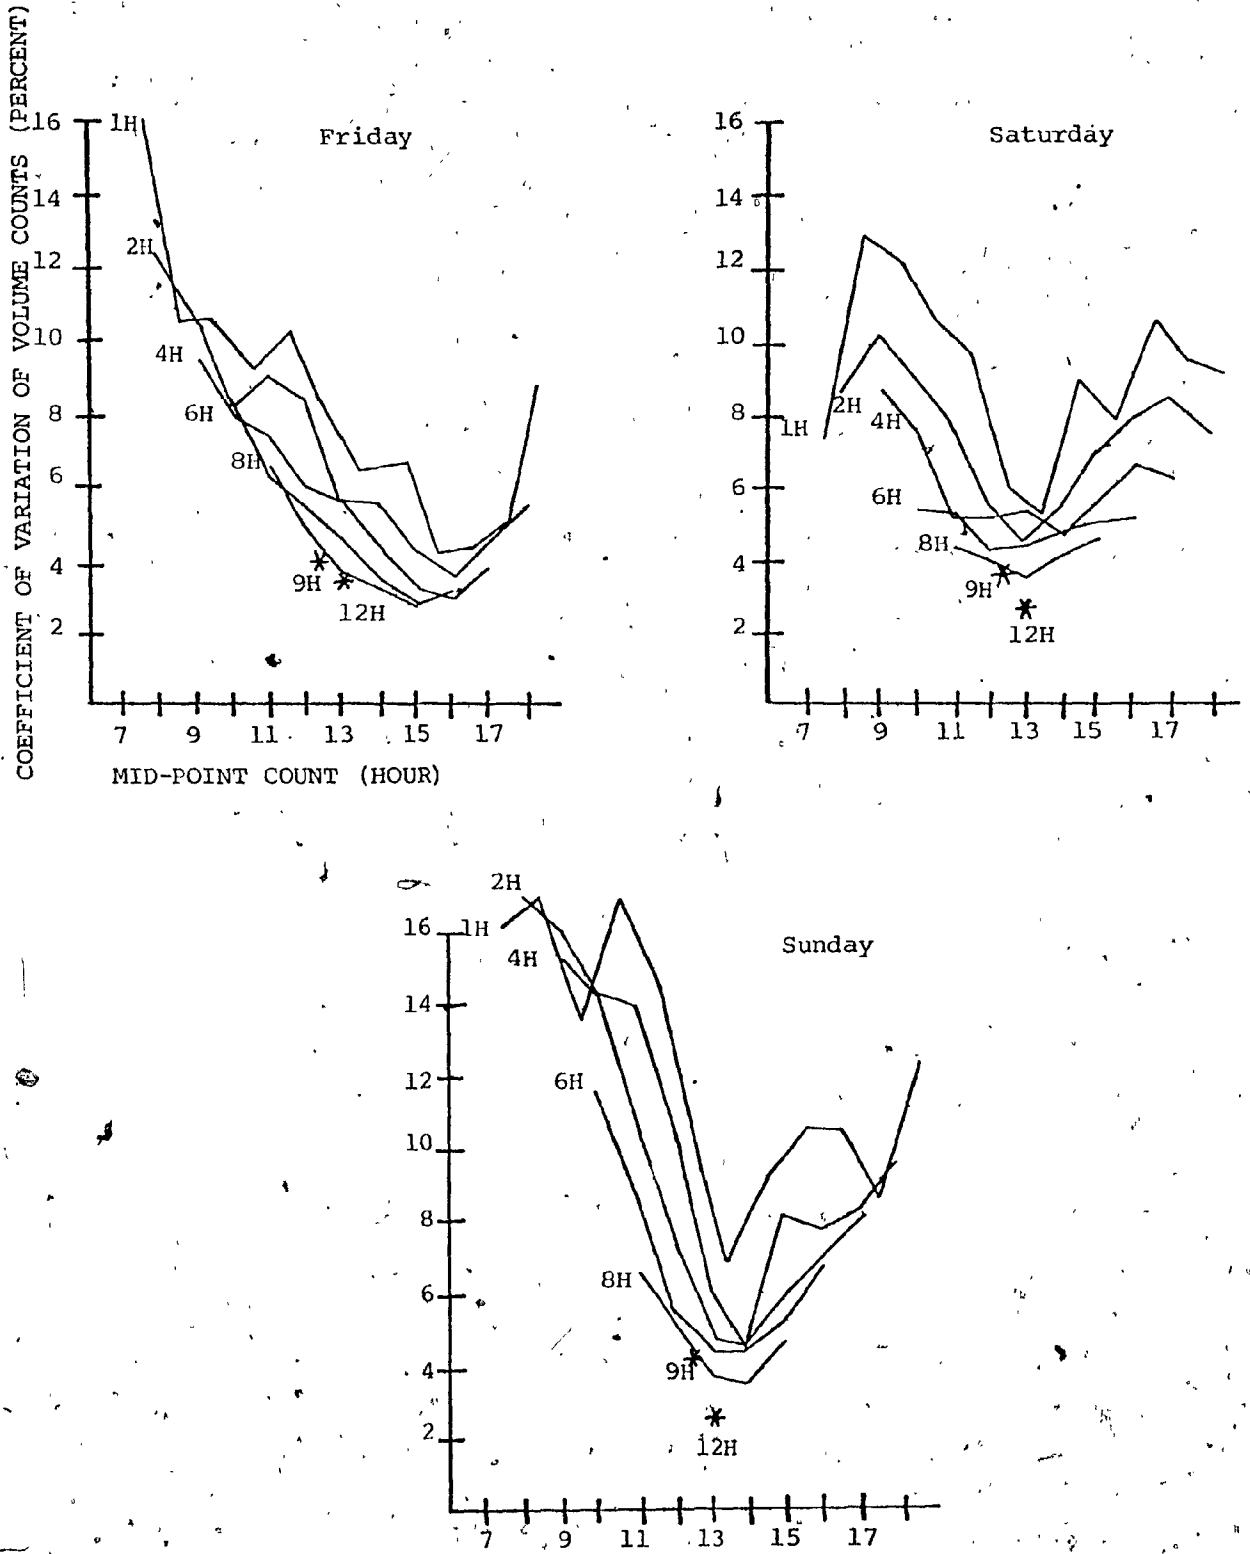 COEFFICIENT OF VARIATION OF VOLUME COUNTS (PERCENT)
Friday
16
14
12
10
8
6
4
2
1H
2H
4H
6H
8H
9H
12H
7 9 11 13 15 17
MID-POINT COUNT (HOUR)
Saturday
16
14
12
10
8
6
4
2
1H
2H
4H
6H
8H
9H
12H
7 9 11 13 15 17
Sunday
16
14
12
10
8
6
4
2
2H
1H
4H
6H
8H
9H
12H
7 9 11 13 15 17